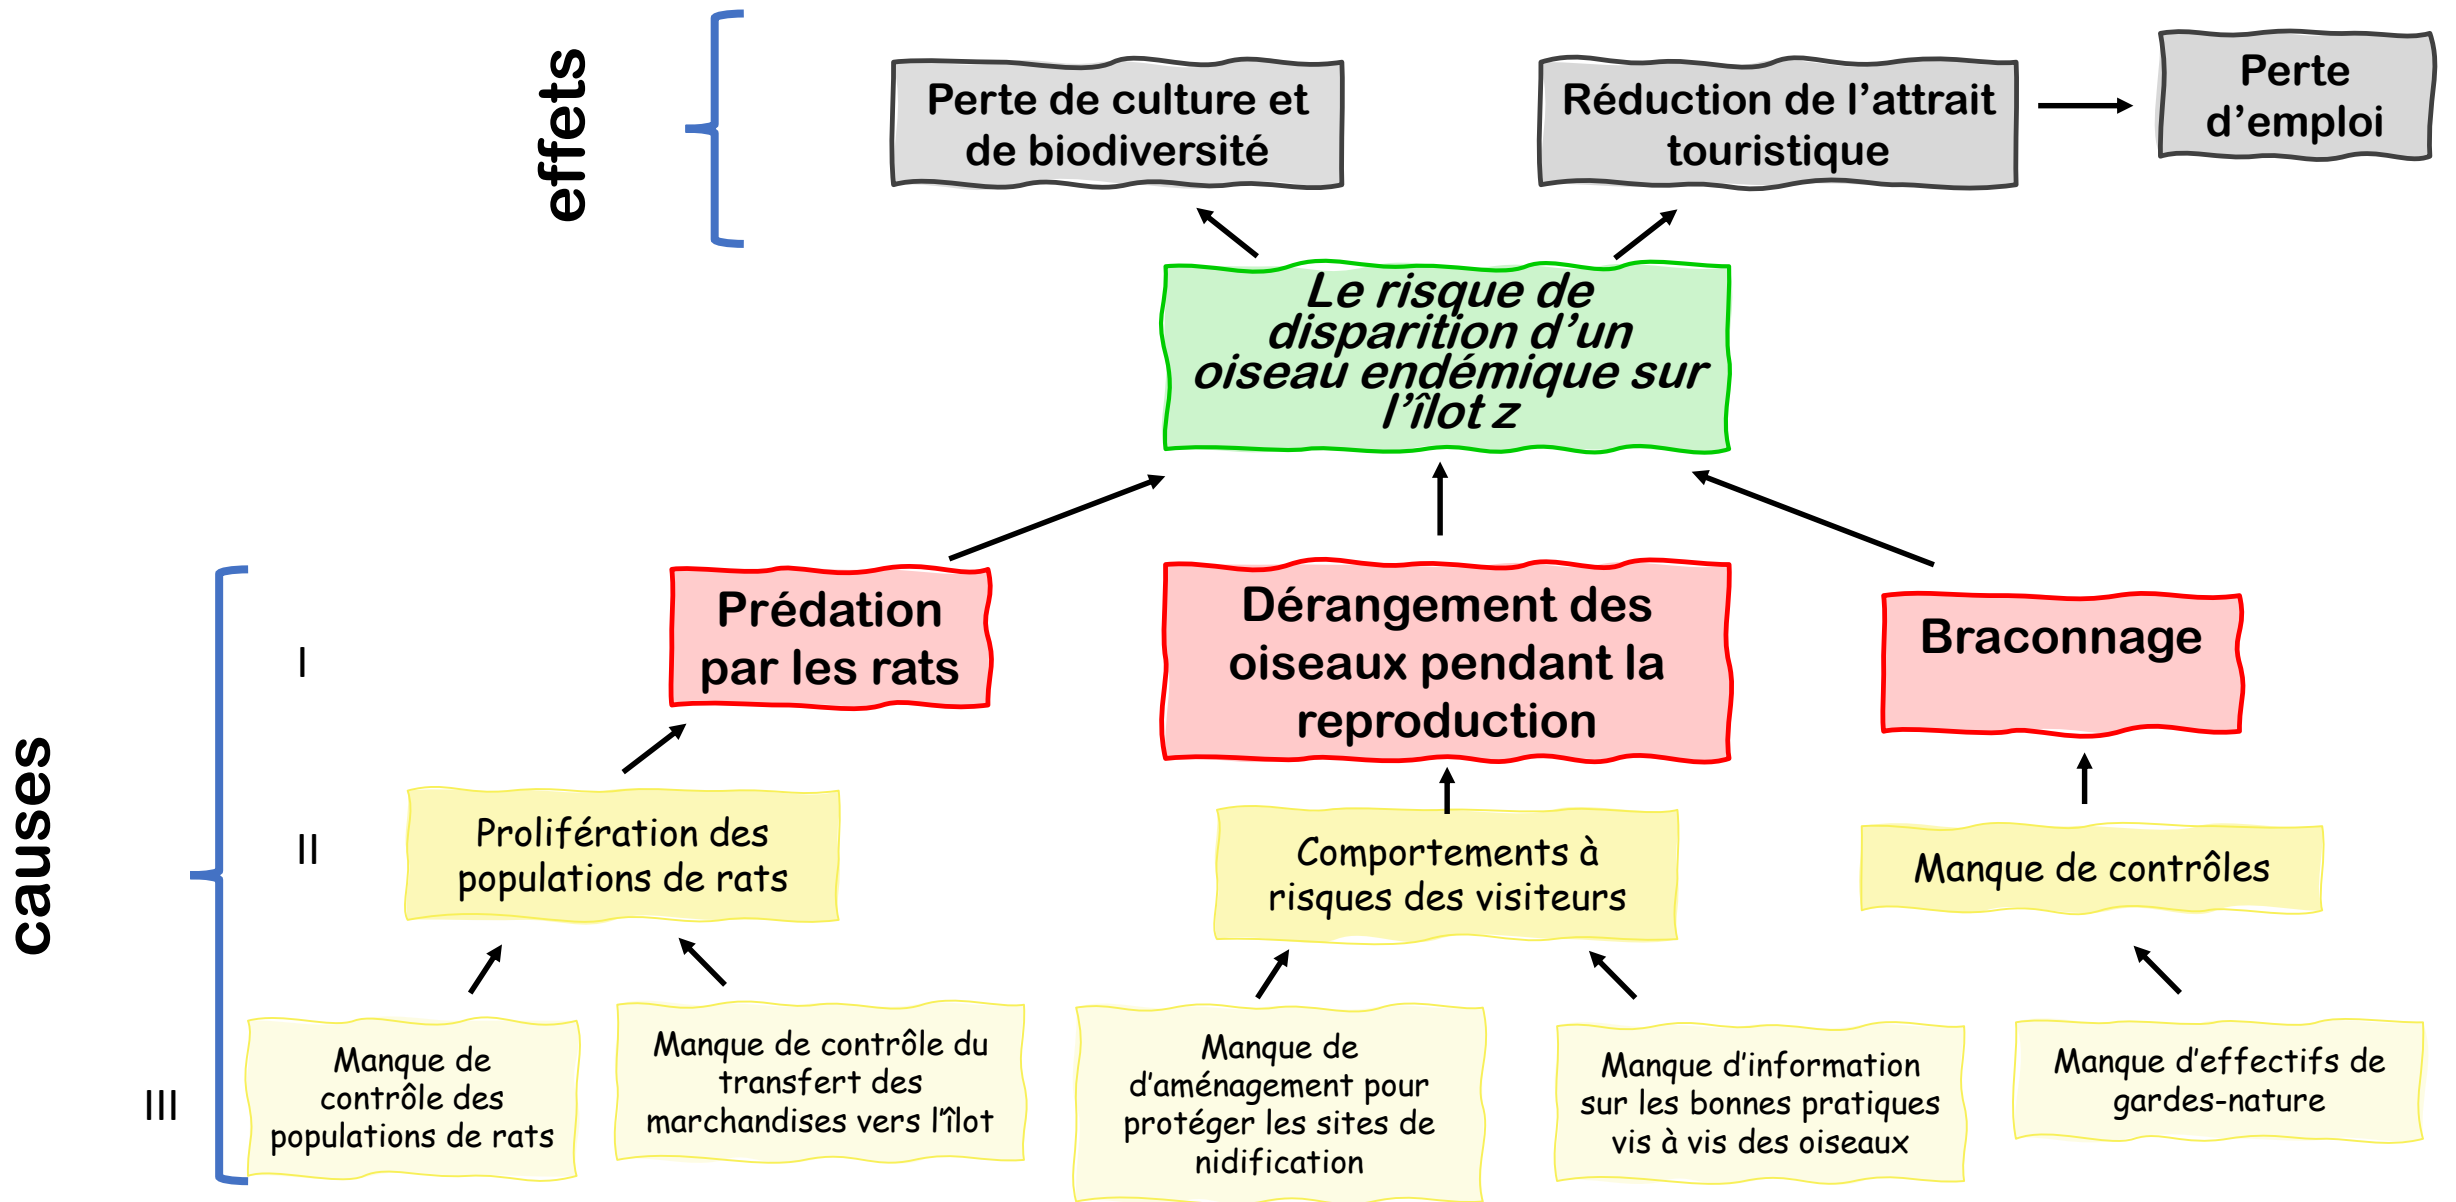 effets
Perte de culture et
de biodiversité
Réduction de l’attrait
touristique
Perte
d’emploi
Le risque de
disparition d’un
oiseau endémique sur
l’îlot z
causes
I
Prédation
par les rats
Dérangement des
oiseaux pendant la
reproduction
Braconnage
II
Prolifération des
populations de rats
Comportements à
risques des visiteurs
Manque de contrôles
III
Manque de
contrôle des
populations de rats
Manque de contrôle du
transfert des
marchandises vers l’îlot
Manque de
d’aménagement pour
protéger les sites de
nidification
Manque d’information
sur les bonnes pratiques
vis à vis des oiseaux
Manque d’effectifs de
gardes-nature